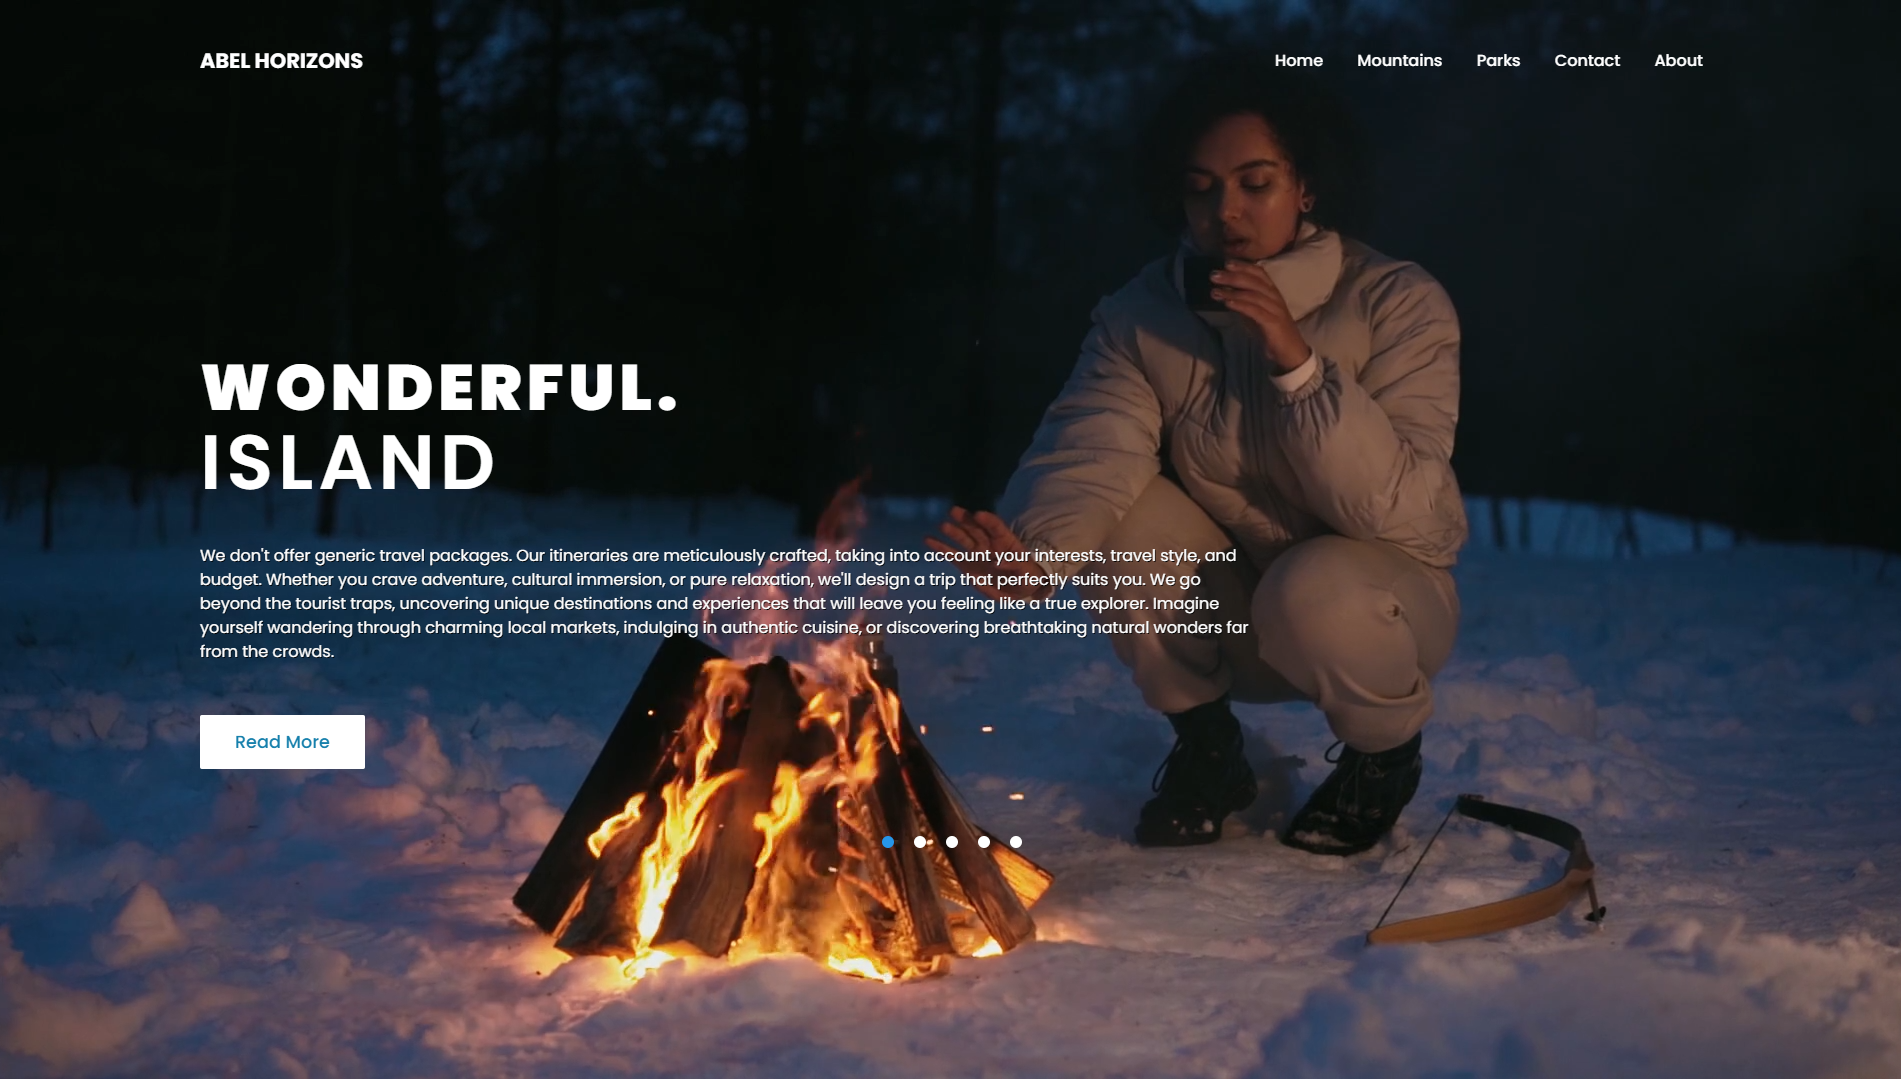 ABEL HORIZONS
Home Mountains Parks Contact About
WONDERFUL.
ISLAND
We don't offer generic travel packages. Our itineraries are meticulously crafted, taking into account your interests, travel style, and
budget. Whether you crave adventure, cultural immersion, or pure relaxation, we'll design a trip that perfectly suits you. We go
beyond the tourist traps, uncovering unique destinations and experiences that will leave you feeling like a true explorer. Imagine
yourself wandering through charming local markets, indulging in authentic cuisine, or discovering breathtaking natural wonders far
from the crowds.
Read More